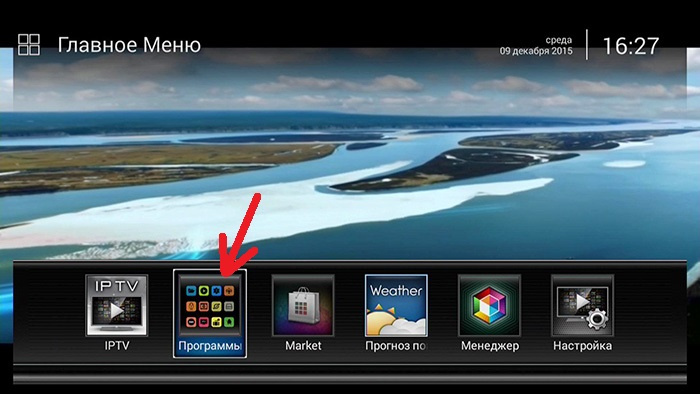 Главное Меню
среда
09 декабря 2015
16:27
IPTV
Weather
IPTV
Программы
Market
Прогноз по
Менеджер
Настройка